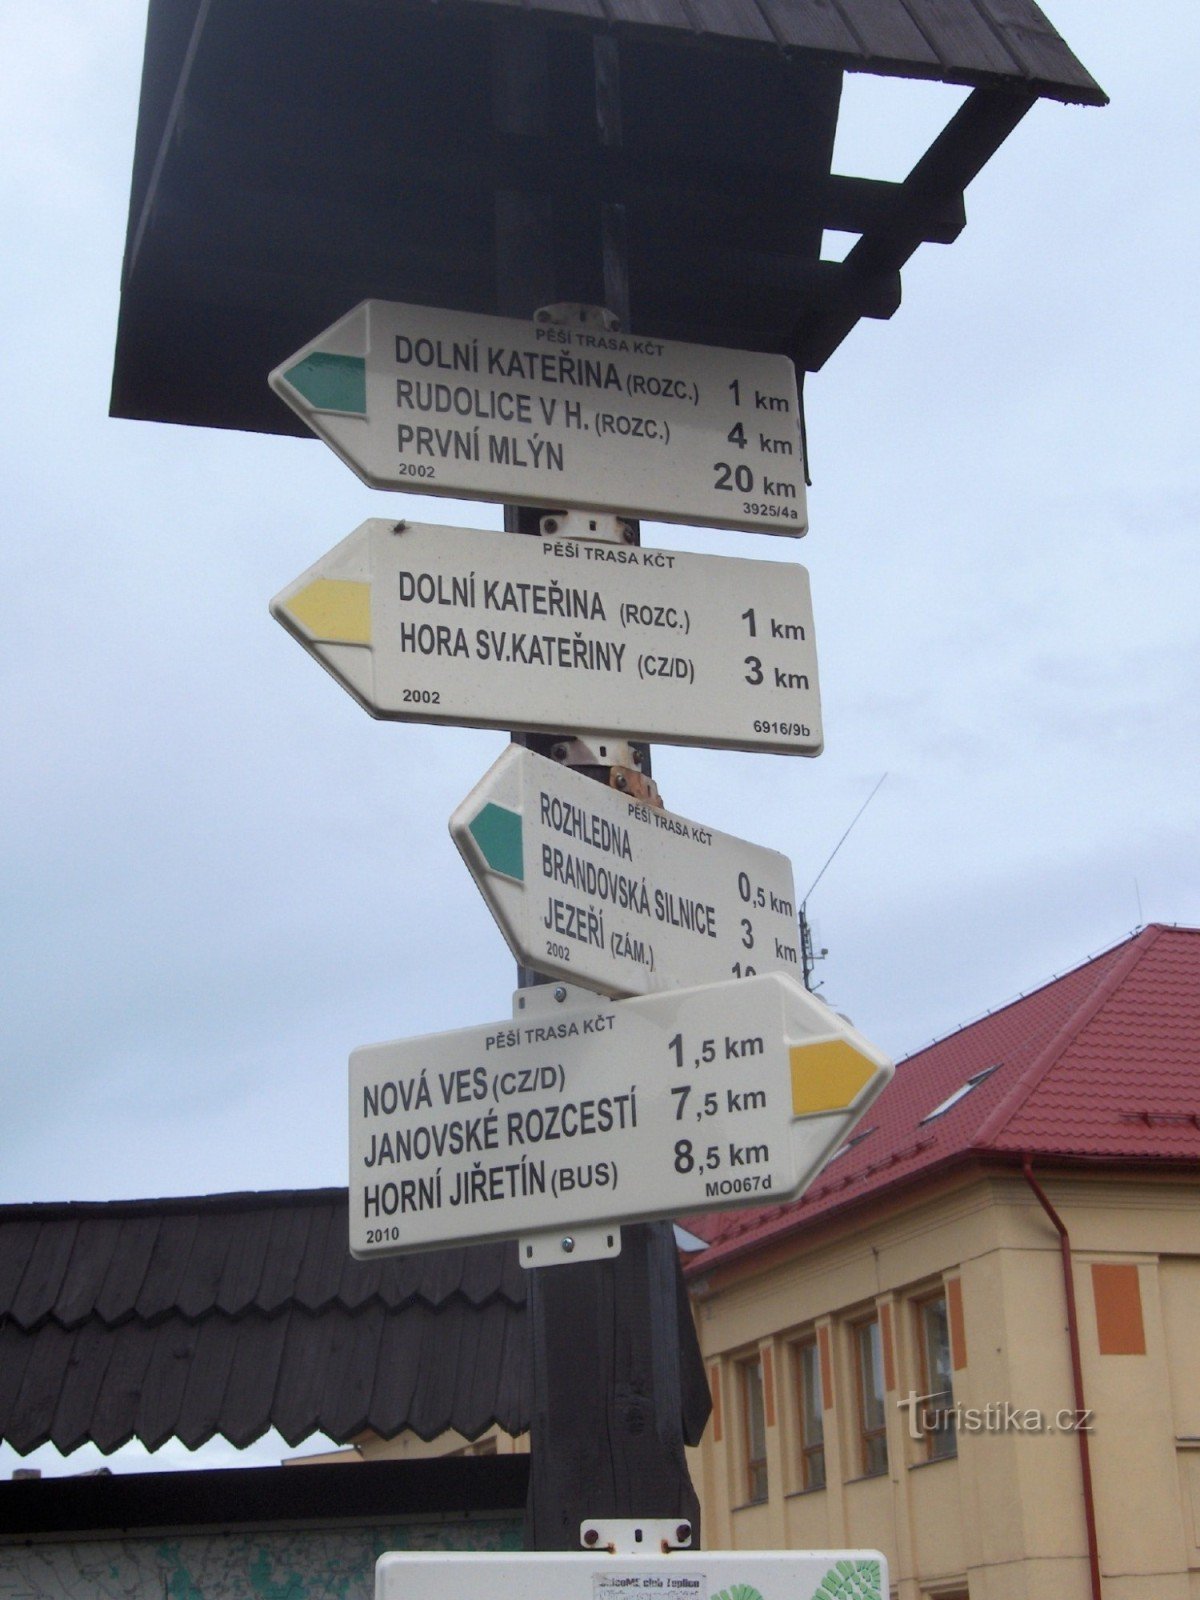 PĚŠÍ TRASA KČT
DOLNÍ KATEŘINA (ROZC.) 1 km
RUDOLICE V H. (ROZC.) 4 km
PRVNÍ MLÝN 20 km
2002 3925/4a
PĚŠÍ TRASA KČT
DOLNÍ KATEŘINA (ROZC.) 1 km
HORA SV.KATEŘINY (CZ/D) 3 km
2002 6916/9b
PĚŠÍ TRASA KČT
ROZHLEDNA 0,5 km
BRANDOVSKÁ SILNICE 3 km
JEZEŘÍ (ZÁM.) 10
2002
PĚŠÍ TRASA KČT
NOVÁ VES (CZ/D) 1,5 km
JANOVSKÉ ROZCESTÍ 7,5 km
HORNÍ JIŘETÍN (BUS) 8,5 km
2010 MO067d
Turistika.cz
club Teplice